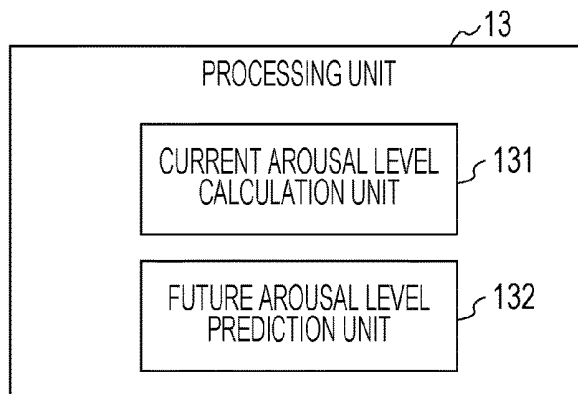 13
PROCESSING UNIT
CURRENT AROUSAL LEVEL
CALCULATION UNIT
131
FUTURE AROUSAL LEVEL
PREDICTION UNIT
132